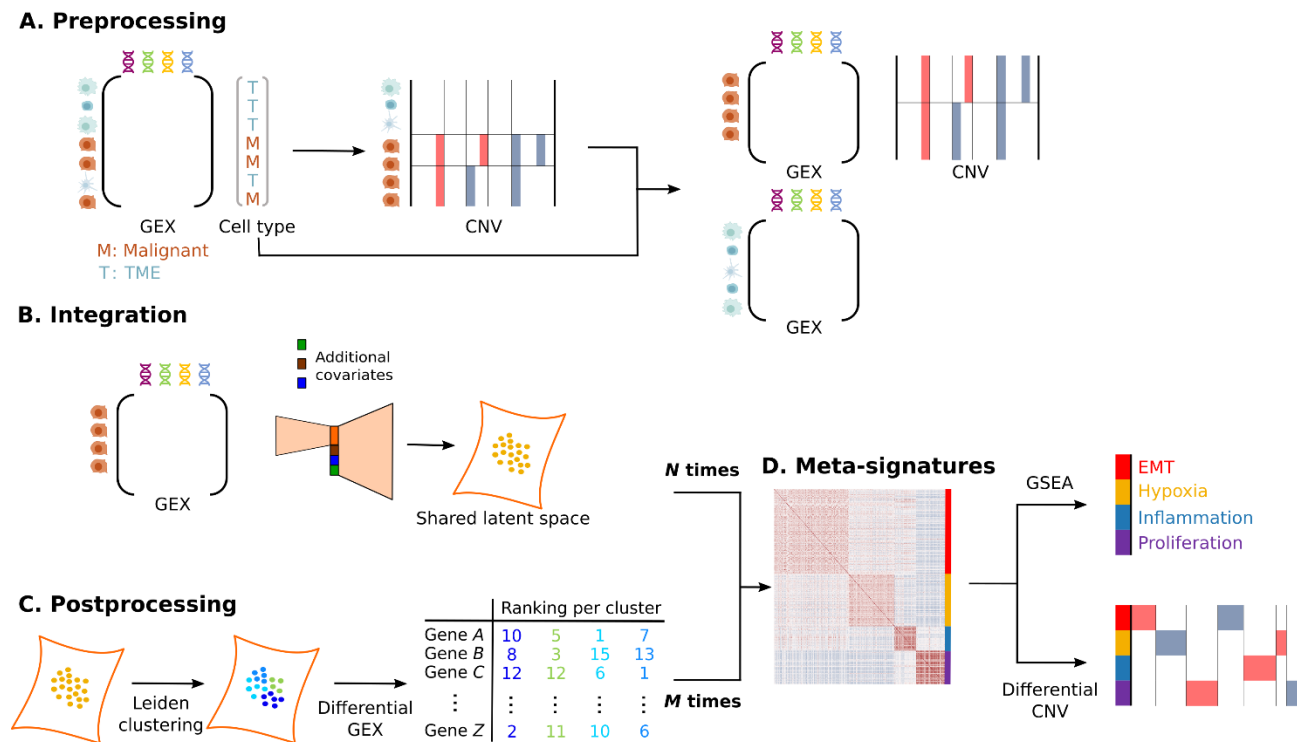 A. Preprocessing
T
T
T
M
M
T
M
GEX
Cell type
CNV
M: Malignant
T: TME
GEX
CNV
GEX
B. Integration
Additional
covariates
GEX
Shared latent space
C. Postprocessing
Leiden
clustering
Differential
GEX
Ranking per cluster
Gene A 10 5 1 7
Gene B 8 3 15 13
Gene C 12 12 6 1
⋮ ⋮ ⋮ ⋮ ⋮
Gene Z 2 11 10 6
N times
M times
D. Meta-signatures
GSEA
EMT
Hypoxia
Inflammation
Proliferation
Differential
CNV